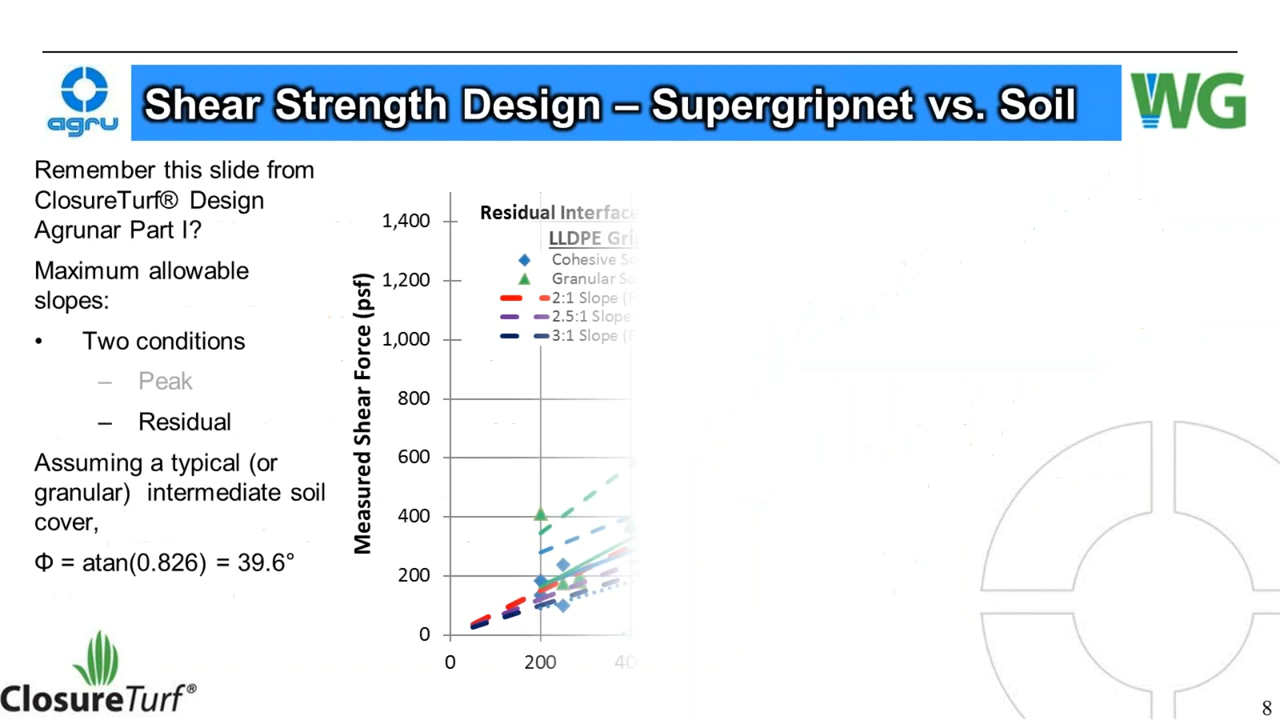 Shear Strength Design – Supergripnet vs. Soil
agru
WG
Remember this slide from
ClosureTurf® Design
Agrunar Part I?
Maximum allowable
slopes:
• Two conditions
– Peak
– Residual
Assuming a typical (or
granular) intermediate soil
cover,
Φ = atan(0.826) = 39.6°
Measured Shear Force (psf)
1,400
1,200
1,000
800
600
400
200
0
Residual Interface
LLDPE Gri
Cohesive So
Granular So
2:1 Slope (F
2.5:1 Slope
3:1 Slope (F
0
200
40
ClosureTurf®
8